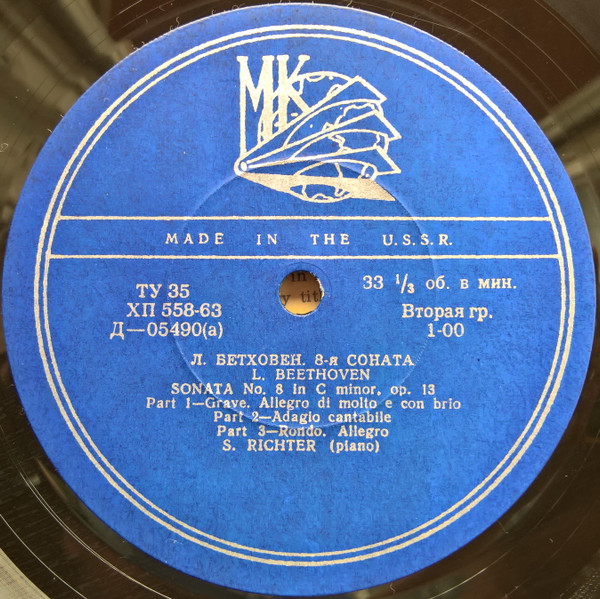 МК
MADE IN THE U.S.S.R.
ТУ 35
ХП 558-63
Д—05490(а)
33 1/3 об. в мин.
Вторая гр.
1-00
in
y tit
Л. БЕТХОВЕН. 8-я СОНАТА
L. BEETHOVEN
SONATA No. 8 in C minor, op. 13
Part 1—Grave. Allegro di molto e con brio
Part 2—Adagio cantabile
Part 3—Rondo. Allegro
S. RICHTER (piano)